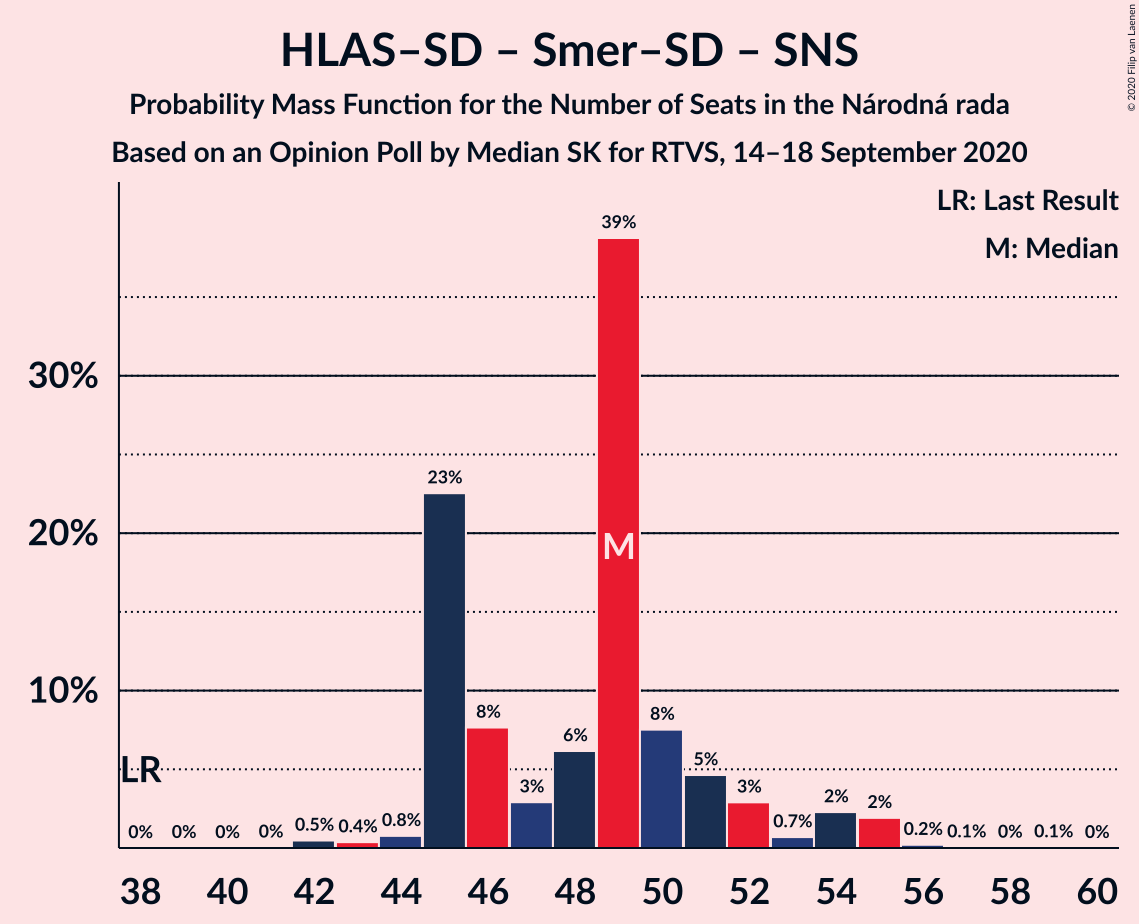 HLAS–SD – Smer–SD – SNS
Probability Mass Function for the Number of Seats in the Národná rada
Based on an Opinion Poll by Median SK for RTVS, 14–18 September 2020
© 2020 Filip van Laenen
LR: Last Result
M: Median
39%
30%
23%
20%
M
10%
8%
8%
6%
5%
LR
3%
3%
2%
2%
0%
0%
0%
0%
0.5%
0.4%
0.8%
0.7%
0.2%
0.1%
0%
0.1%
0%
38 40 42 44 46 48 50 52 54 56 58 60